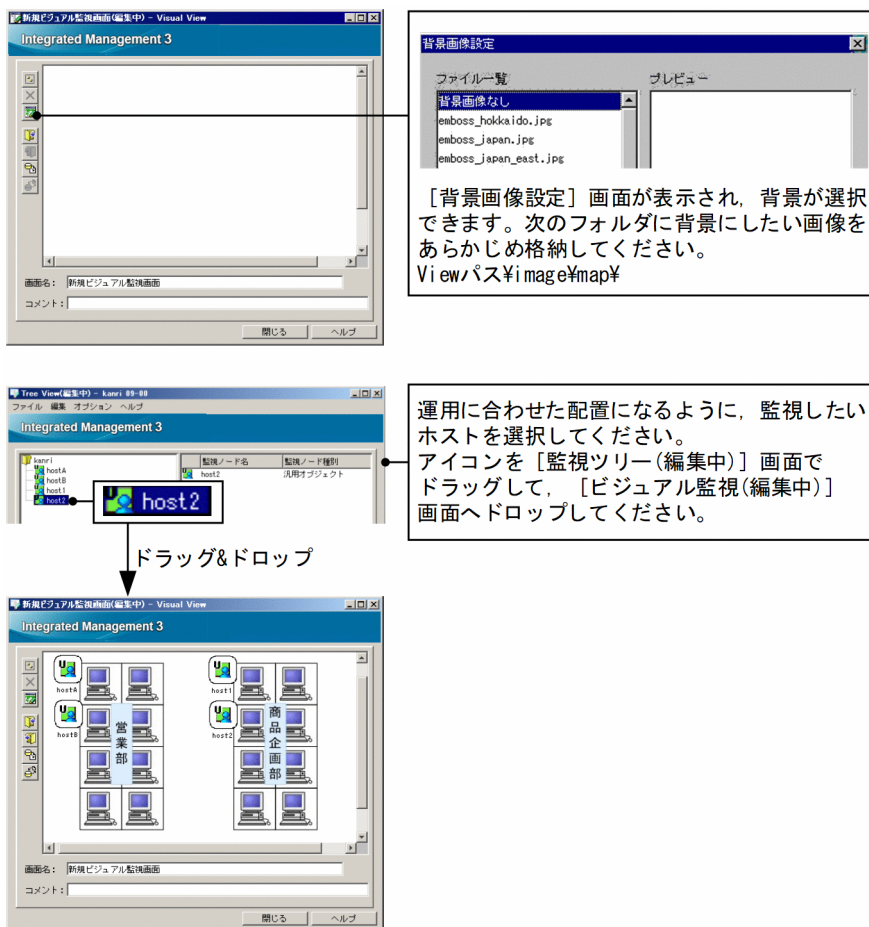 新規ビジュアル監視画面(編集中) - Visual View
Integrated Management 3
画面名：
新規ビジュアル監視画面
コメント：
閉じる
ヘルプ
背景画像設定
ファイル一覧
プレビュー
背景画像なし
emboss_hokkaido.jpg
emboss_japan.jpg
emboss_japan_east.jpg
［背景画像設定］画面が表示され，背景が選択
できます。次のフォルダに背景にしたい画像を
あらかじめ格納してください。
Viewパス¥image¥map¥
Tree View(編集中) - kanri 09-00
ファイル 編集 オプション ヘルプ
Integrated Management 3
kanri
hostA
hostB
host1
host2
監視ノード名
監視ノード種別
host2
汎用オブジェクト
host2
運用に合わせた配置になるように，監視したい
ホストを選択してください。
アイコンを［監視ツリー(編集中)］画面で
ドラッグして，［ビジュアル監視(編集中)］
画面へドロップしてください。
ドラッグ&ドロップ
新規ビジュアル監視画面(編集中) - Visual View
Integrated Management 3
hostA
hostB
営業部
host1
host2
商品企画部
画面名：
新規ビジュアル監視画面
コメント：
閉じる
ヘルプ